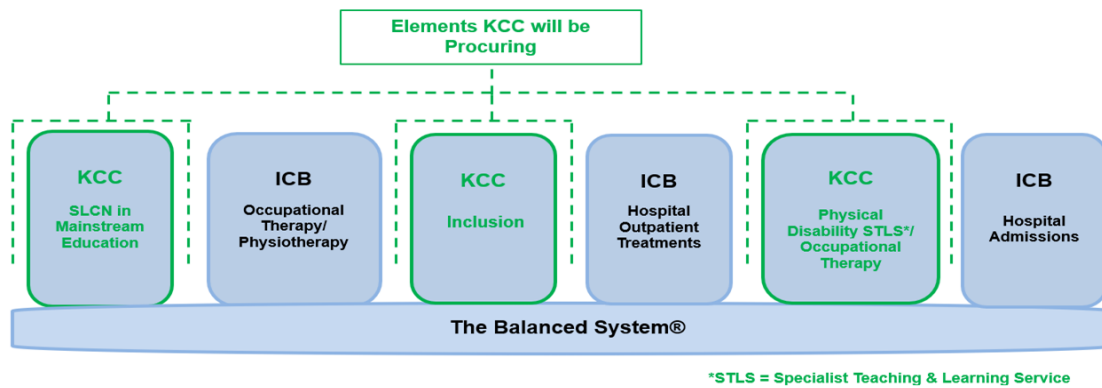 Elements KCC will be
Procuring
KCC
SLCN in
Mainstream
Education
ICB
Occupational
Therapy/
Physiotherapy
KCC
Inclusion
ICB
Hospital
Outpatient
Treatments
KCC
Physical
Disability STLS*/
Occupational
Therapy
ICB
Hospital
Admissions
The Balanced System®
*STLS = Specialist Teaching & Learning Service